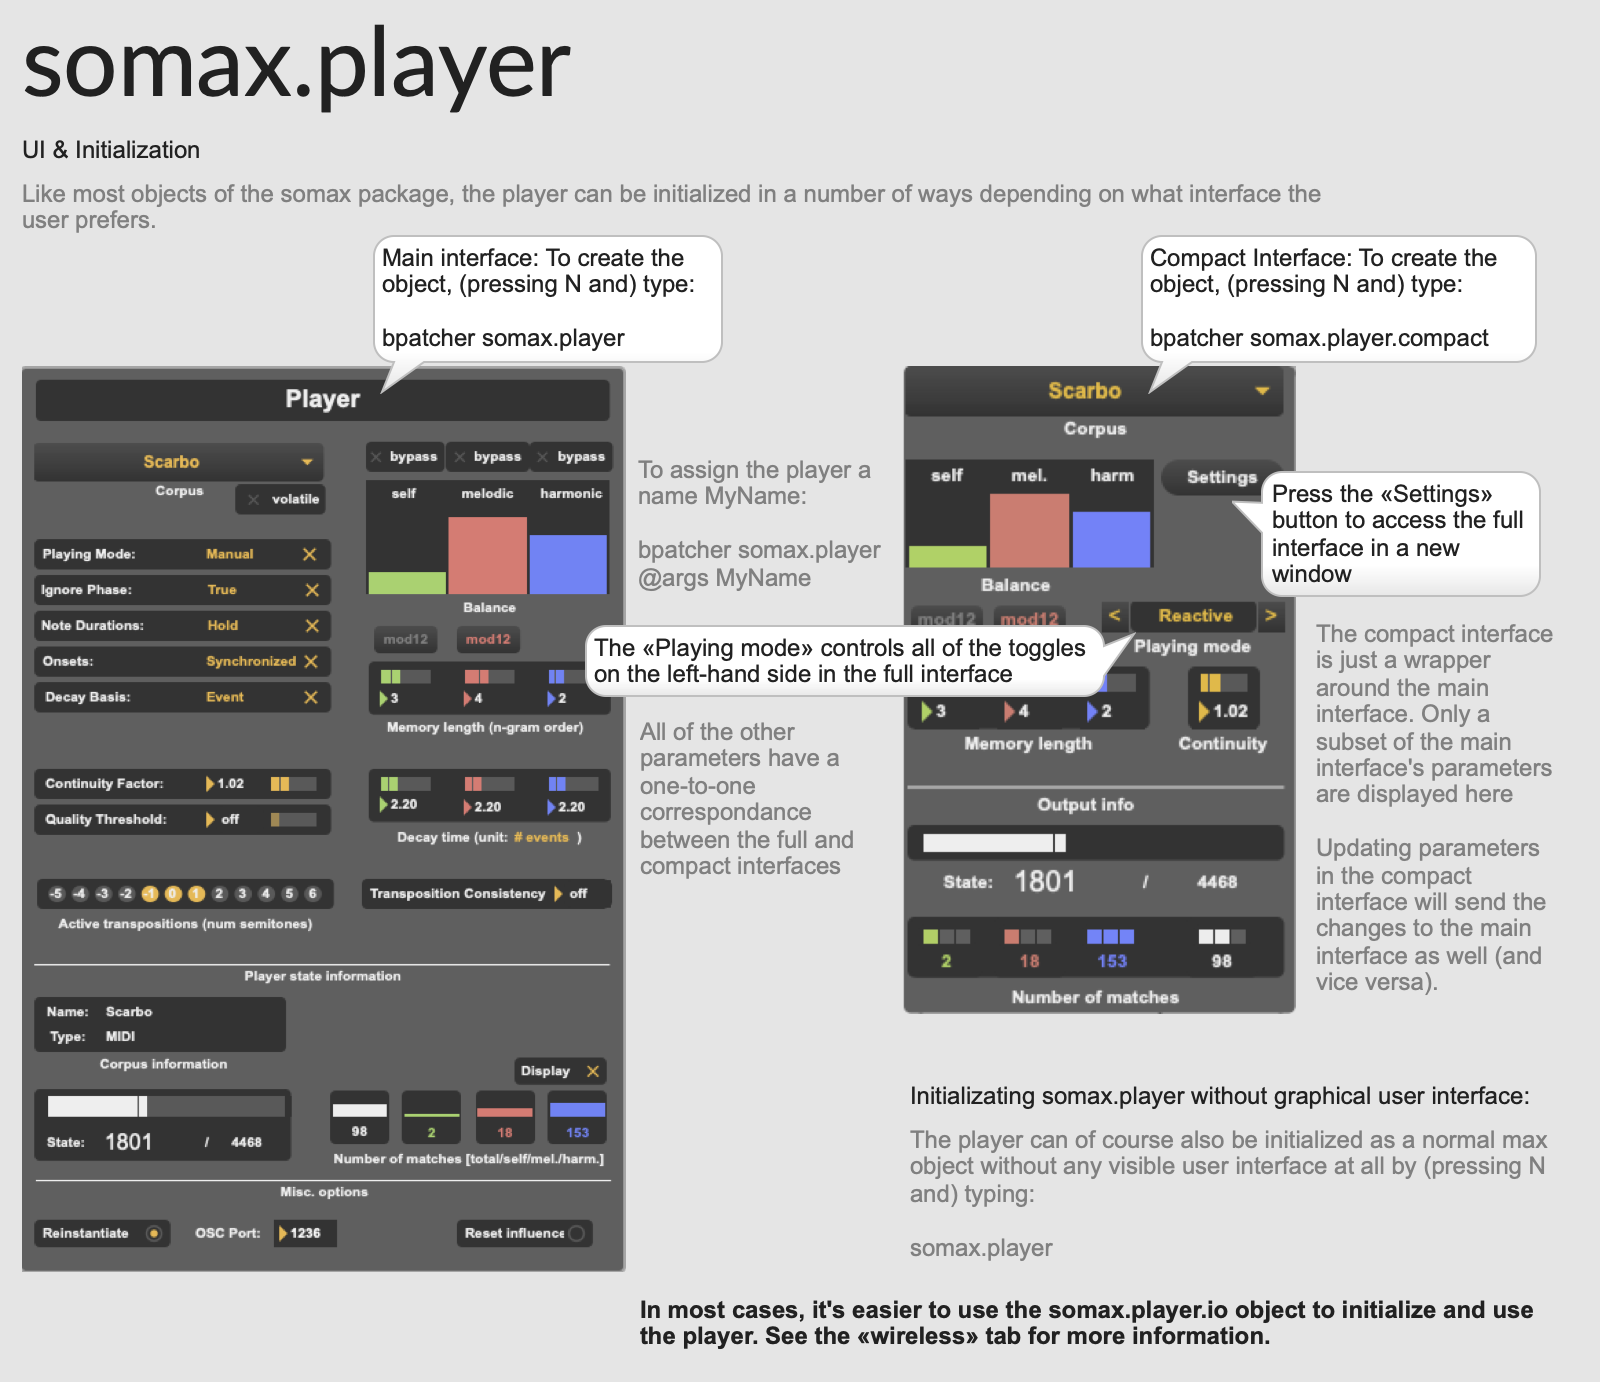 somax.player
UI & Initialization
Like most objects of the somax package, the player can be initialized in a number of ways depending on what interface the
user prefers.
Main interface: To create the
object, (pressing N and) type:
bpatcher somax.player
Player
Scarbo
Corpus
volatile
Playing Mode: Manual
Ignore Phase: True
Note Durations: Hold
Onsets: Synchronized
Decay Basis: Event
Continuity Factor: 1.02
Quality Threshold: off
-5 -4 -3 -2 -1 0 1 2 3 4 5 6
Active transpositions (num semitones)
bypass bypass bypass
self melodic harmonic
Balance
mod12 mod12
3 4 2
Memory length (n-gram order)
2.20 2.20 2.20
Decay time (unit: # events )
Transposition Consistency off
Player state information
Name: Scarbo
Type: MIDI
Corpus information
Display
State: 1801 / 4468
98 2 18 153
Number of matches [total/self/mel./harm.]
Misc. options
Reinstantiate OSC Port: 1236 Reset influence
To assign the player a
name MyName:
bpatcher somax.player
@args MyName
The «Playing mode» controls all of the toggles
on the left-hand side in the full interface
All of the other
parameters have a
one-to-one
correspondance
between the full and
compact interfaces
Compact Interface: To create the
object, (pressing N and) type:
bpatcher somax.player.compact
Scarbo
Corpus
self mel. harm
Settings
Balance
mod12 mod12
< Reactive >
Playing mode
3 4 2 1.02
Memory length Continuity
Output info
State: 1801 / 4468
2 18 153 98
Number of matches
Press the «Settings»
button to access the full
interface in a new
window
The compact interface
is just a wrapper
around the main
interface. Only a
subset of the main
interface's parameters
are displayed here
Updating parameters
in the compact
interface will send the
changes to the main
interface as well (and
vice versa).
Initializating somax.player without graphical user interface:
The player can of course also be initialized as a normal max
object without any visible user interface at all by (pressing N
and) typing:
somax.player
In most cases, it's easier to use the somax.player.io object to initialize and use
the player. See the «wireless» tab for more information.